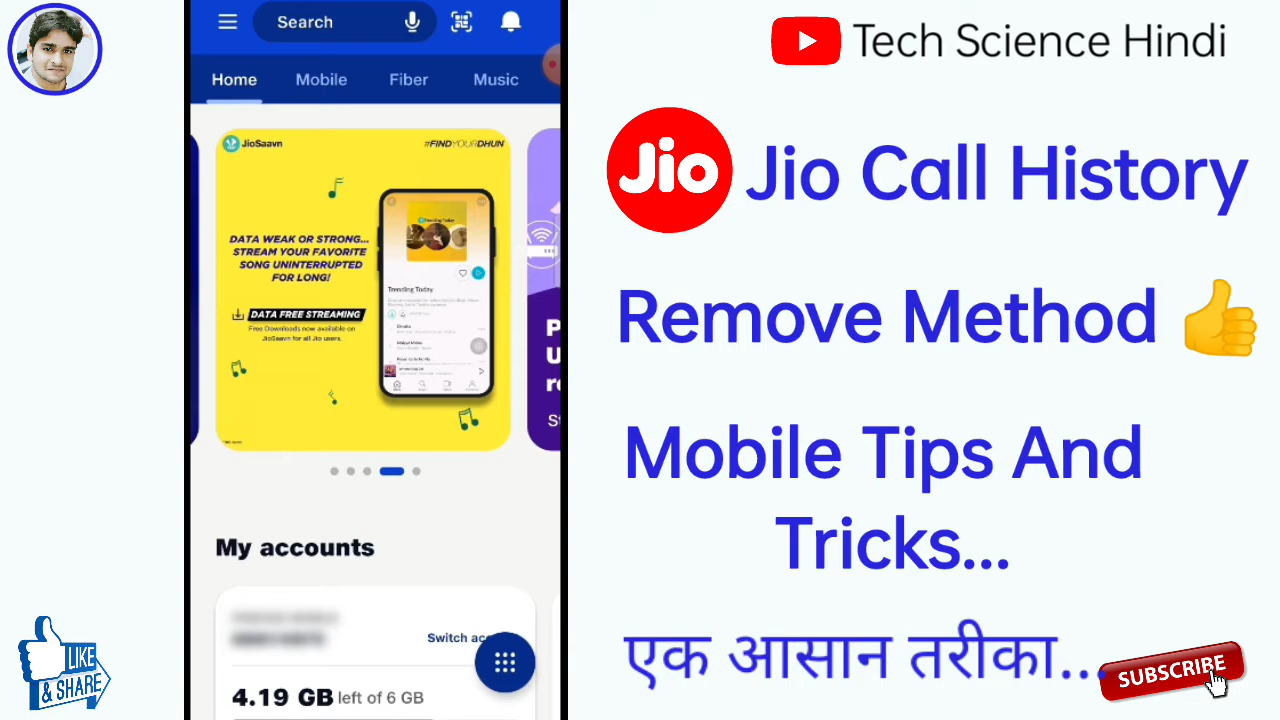 Search
Home
Mobile
Fiber
Music
JioSaavn
#FINDYOURDHUN
DATA WEAK OR STRONG...
STREAM YOUR FAVORITE
SONG UNINTERRUPTED
FOR LONG!
DATA FREE STREAMING
Free Downloads now available on
JioSaavn for all Jio users.
Trending Today
My accounts
Switch acc
4.19 GB left of 6 GB
Tech Science Hindi
Jio
Jio Call History
Remove Method 👍
Mobile Tips And
Tricks...
एक आसान तरीका...
SUBSCRIBE
LIKE
& SHARE